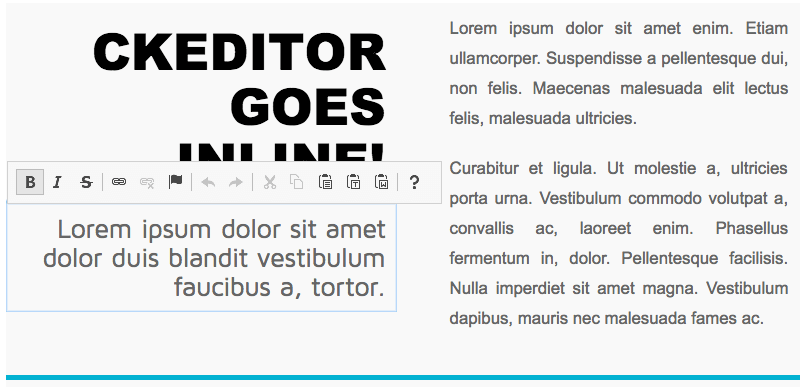 CKEDITOR
GOES
INLINE!
B I S ?
Lorem ipsum dolor sit amet
dolor duis blandit vestibulum
faucibus a, tortor.
Lorem ipsum dolor sit amet enim. Etiam
ullamcorper. Suspendisse a pellentesque dui,
non felis. Maecenas malesuada elit lectus
felis, malesuada ultricies.
Curabitur et ligula. Ut molestie a, ultricies
porta urna. Vestibulum commodo volutpat a,
convallis ac, laoreet enim. Phasellus
fermentum in, dolor. Pellentesque facilisis.
Nulla imperdiet sit amet magna. Vestibulum
dapibus, mauris nec malesuada fames ac.